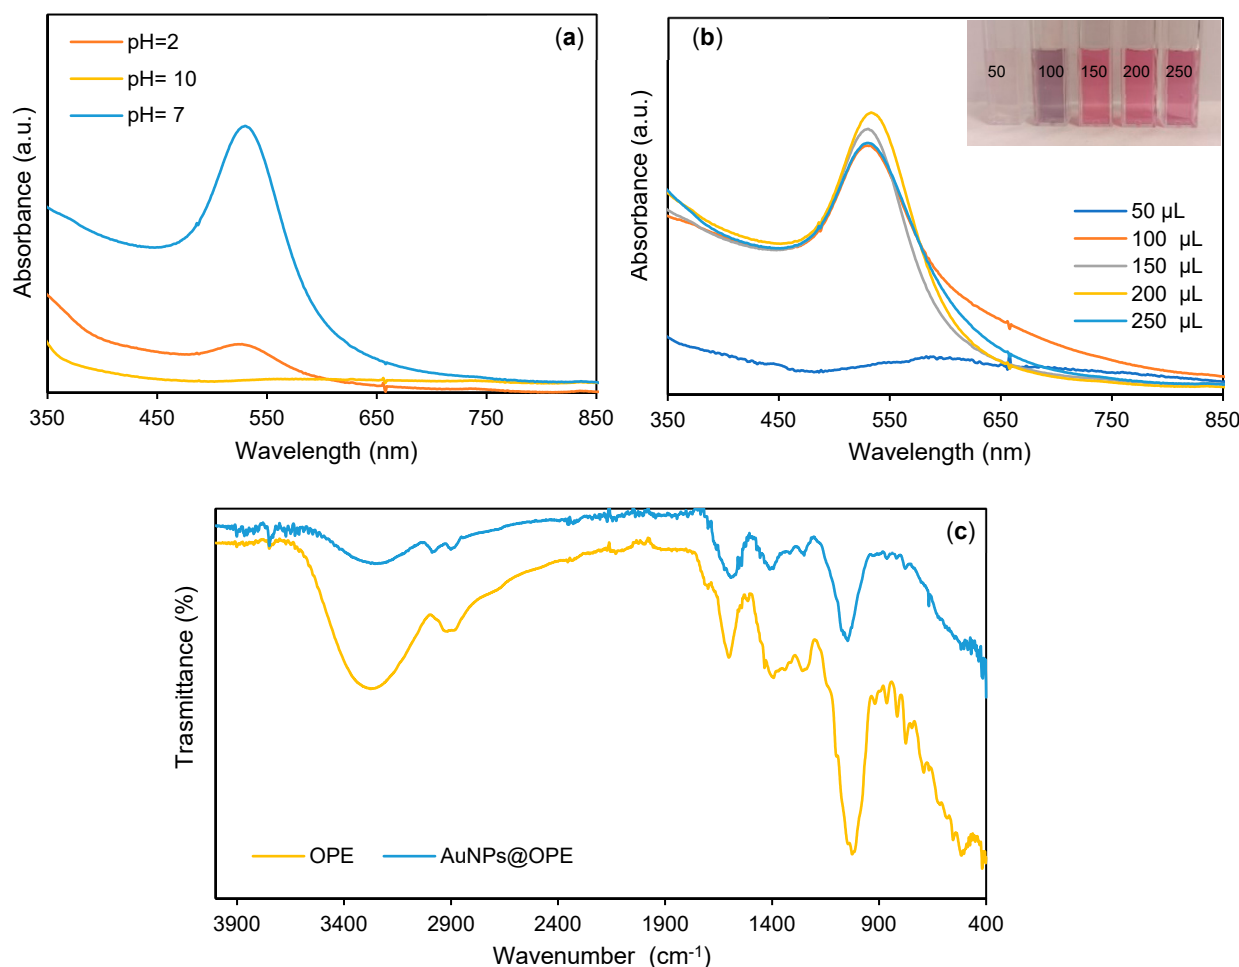 (a)
pH=2
pH= 10
pH= 7
Absorbance (a.u.)
350 450 550 650 750 850
Wavelength (nm)
(b)
50 100 150 200 250
50 µL
100 µL
150 µL
200 µL
250 µL
Absorbance (a.u.)
350 450 550 650 750 850
Wavelength (nm)
(c)
Trasmittance (%)
OPE AuNPs@OPE
3900 3400 2900 2400 1900 1400 900 400
Wavenumber (cm⁻¹)